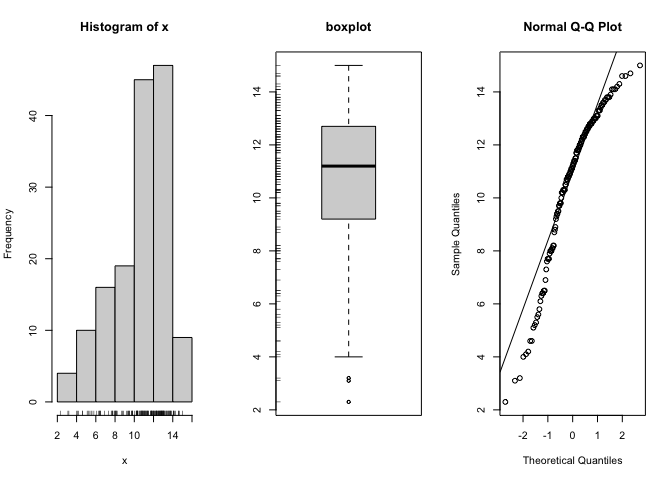 Histogram of x
Frequency
0
10
20
30
40
2 4 6 8 10 14
x
boxplot
2
4
6
8
10
12
14
Normal Q-Q Plot
Sample Quantiles
2
4
6
8
10
12
14
-2 -1 0 1 2
Theoretical Quantiles